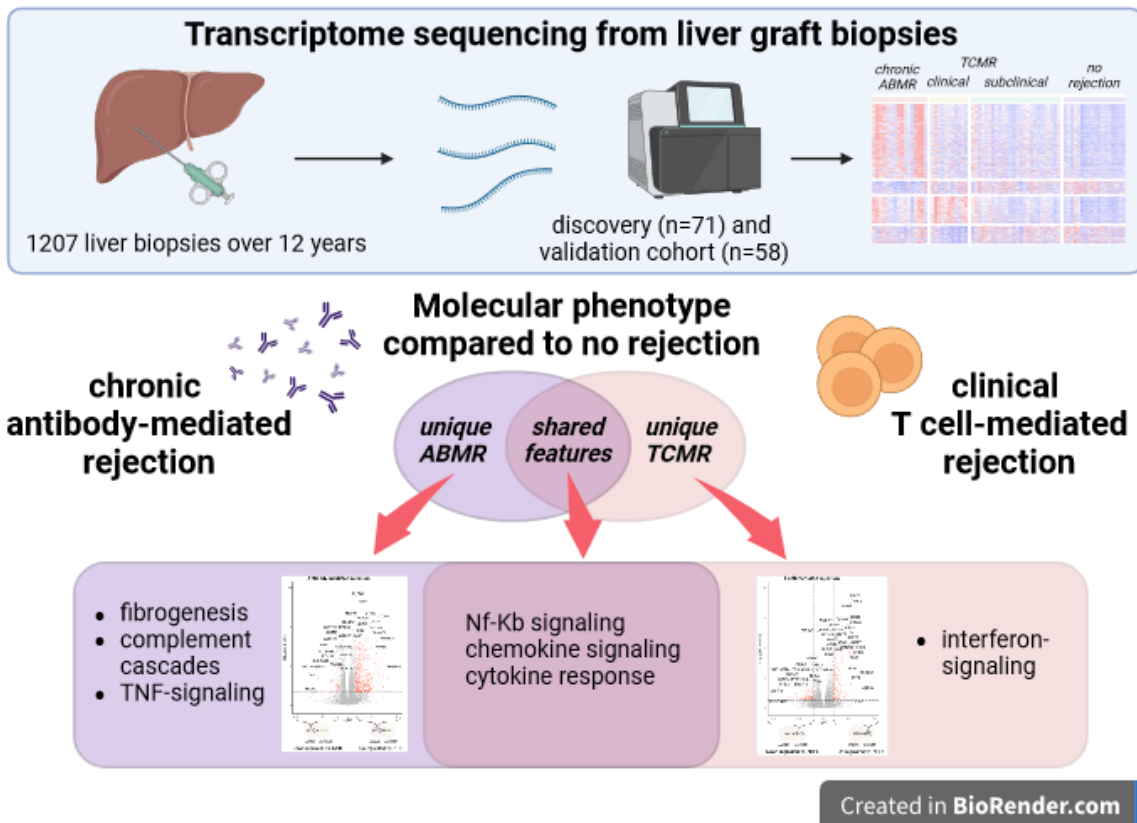 Transcriptome sequencing from liver graft biopsies
chronic
ABMR
TCMR
clinical
subclinical
no
rejection
1207 liver biopsies over 12 years
discovery (n=71) and
validation cohort (n=58)
Molecular phenotype
compared to no rejection
chronic
antibody-mediated
rejection
clinical
T cell-mediated
rejection
unique
ABMR
shared
features
unique
TCMR
• fibrogenesis
• complement
cascades
• TNF-signaling
Nf-Kb signaling
chemokine signaling
cytokine response
• interferon-
signaling
Created in BioRender.com